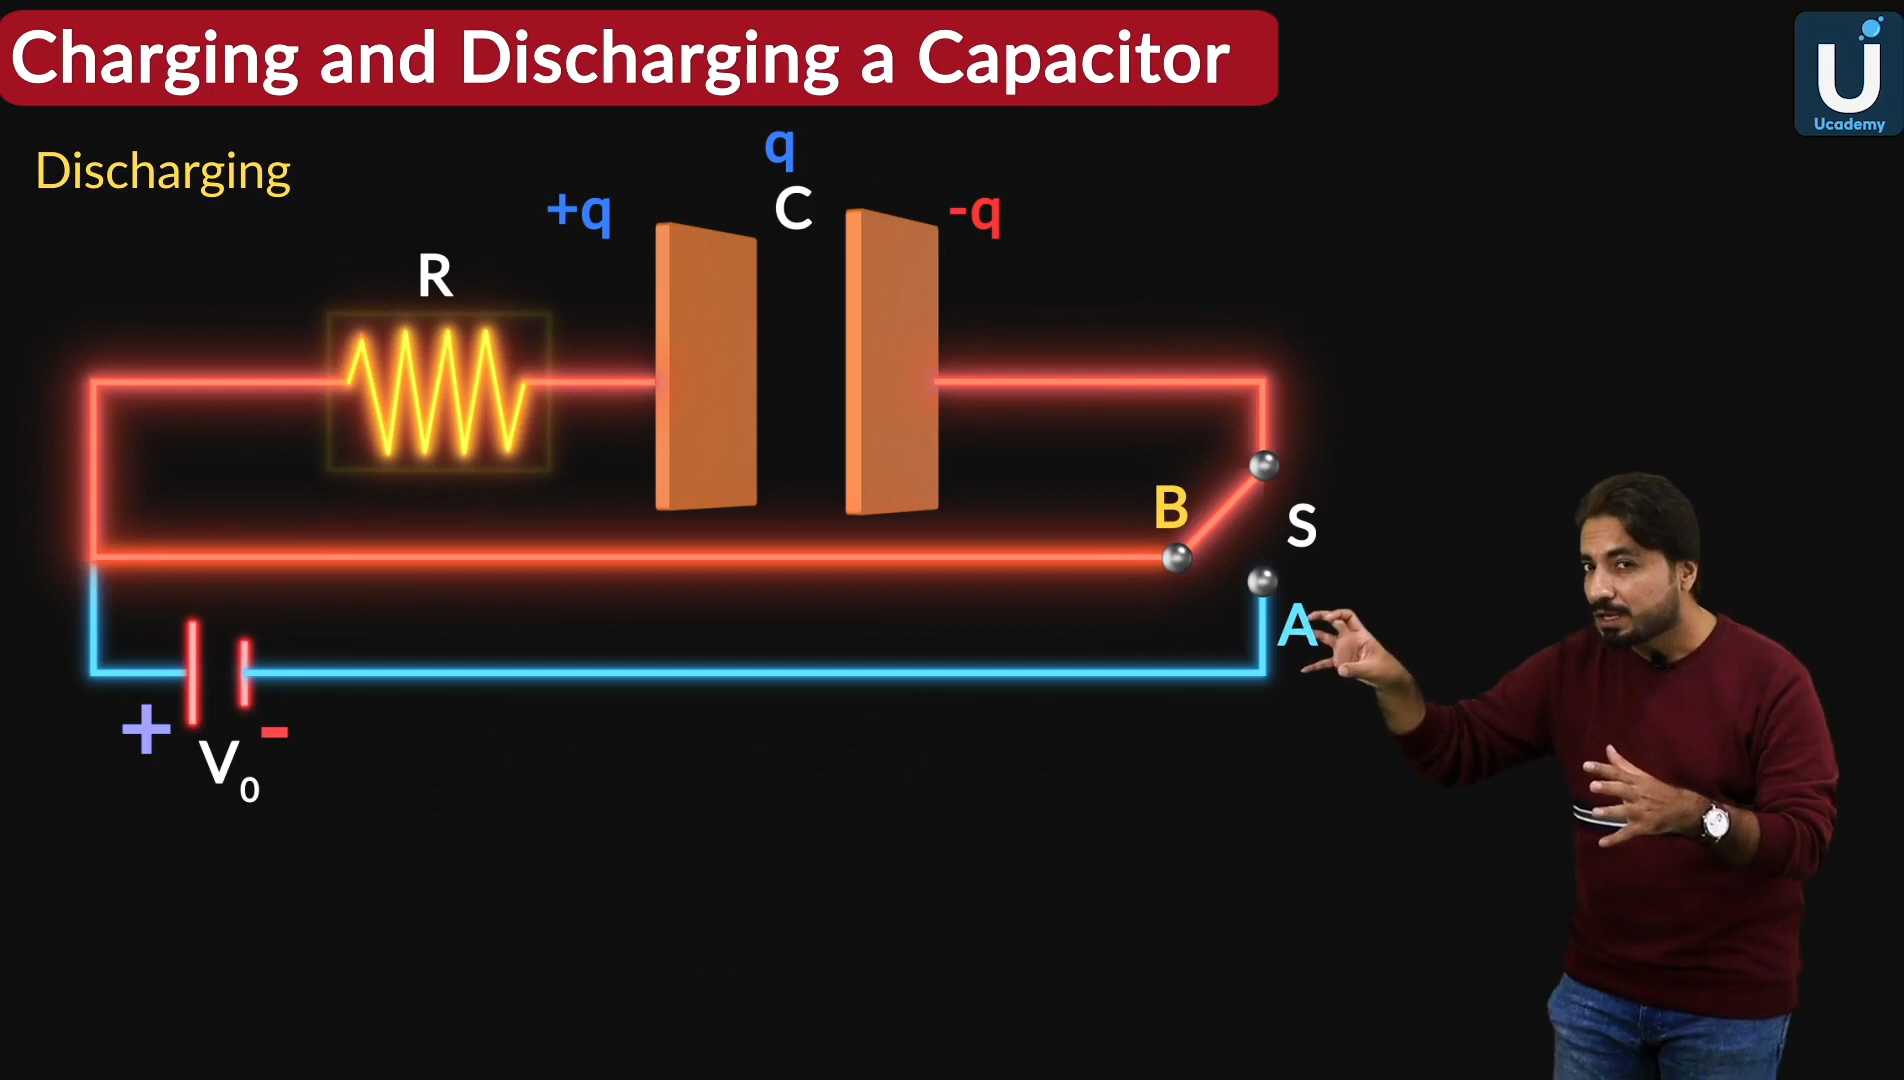 Charging and Discharging a Capacitor
Ucademy
Discharging
q
+q
C
-q
R
B
S
A
+
-
V₀